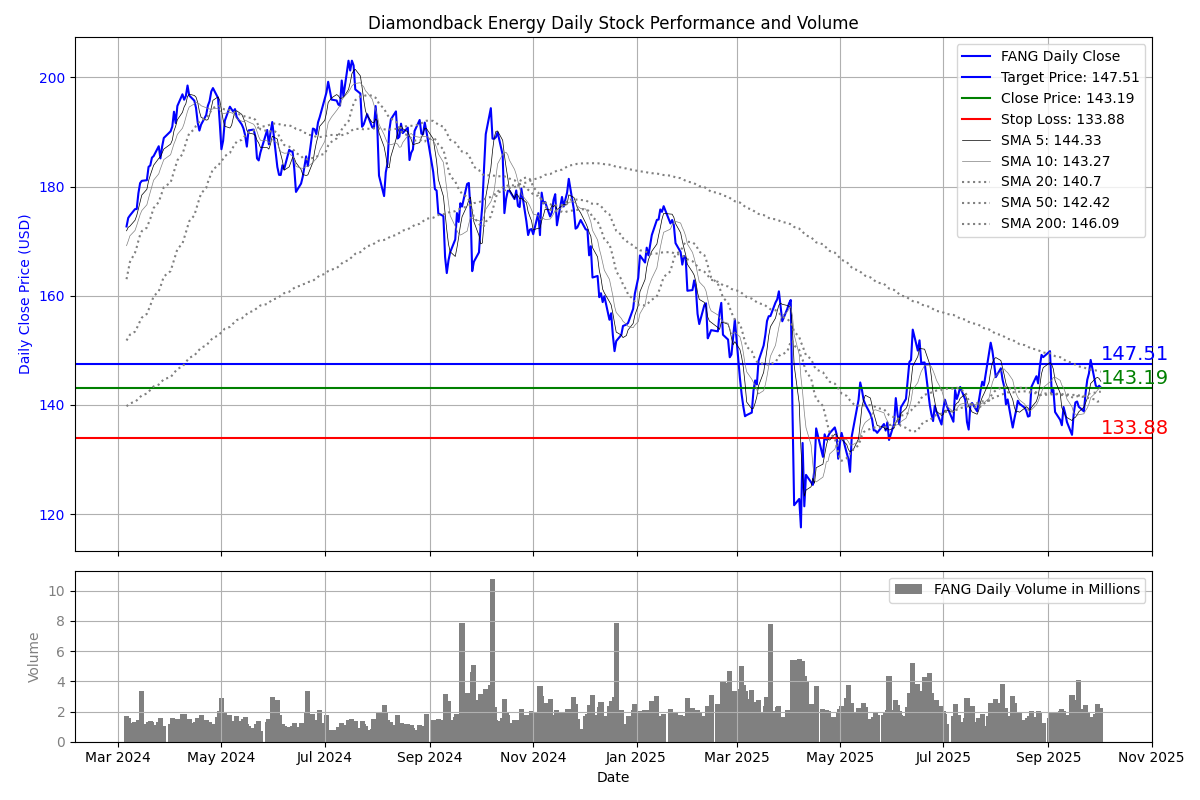 Diamondback Energy Daily Stock Performance and Volume
Daily Close Price (USD)
200
180
160
140
120
FANG Daily Close
Target Price: 147.51
Close Price: 143.19
Stop Loss: 133.88
SMA 5: 144.33
SMA 10: 143.27
SMA 20: 140.7
SMA 50: 142.42
SMA 200: 146.09
147.51
143.19
133.88
Volume
10
8
6
4
2
0
FANG Daily Volume in Millions
Mar 2024 May 2024 Jul 2024 Sep 2024 Nov 2024 Jan 2025 Mar 2025 May 2025 Jul 2025 Sep 2025 Nov 2025
Date